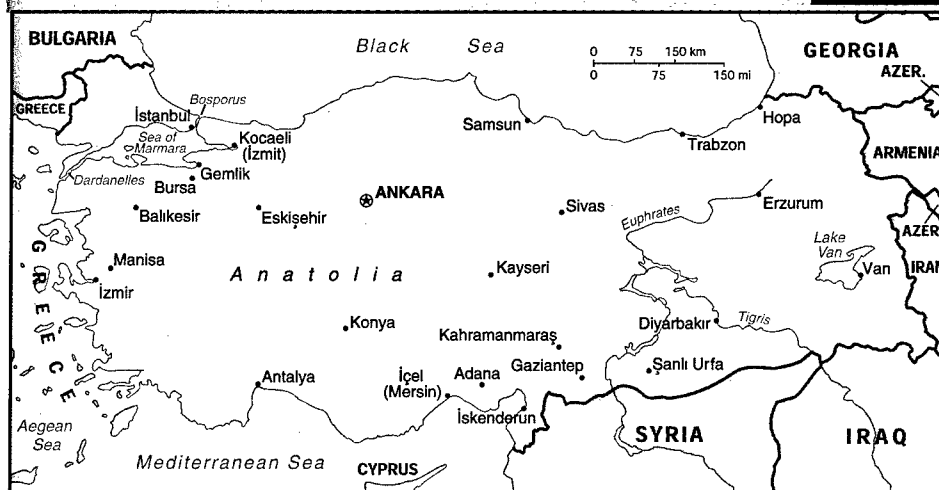 BULGARIA
Black Sea
0 75 150 km
0 75 150 mi
GEORGIA
AZER.
GREECE
Bosporus
İstanbul
Sea of
Marmara
Kocaeli
(İzmit)
Samsun
Hopa
Trabzon
ARMENIA
Gemlik
Dardanelles
Bursa
ANKARA
Balıkesir
Eskişehir
Sivas
Euphrates
Erzurum
AZER.
Lake
Van
Van
IRAN
GREECE
Manisa
Anatolia
Kayseri
İzmir
Konya
Kahramanmaraş
Diyarbakır
Tigris
Gaziantep
Şanlı Urfa
Antalya
İçel
(Mersin)
Adana
İskenderun
Aegean
Sea
SYRIA
IRAQ
Mediterranean Sea
CYPRUS